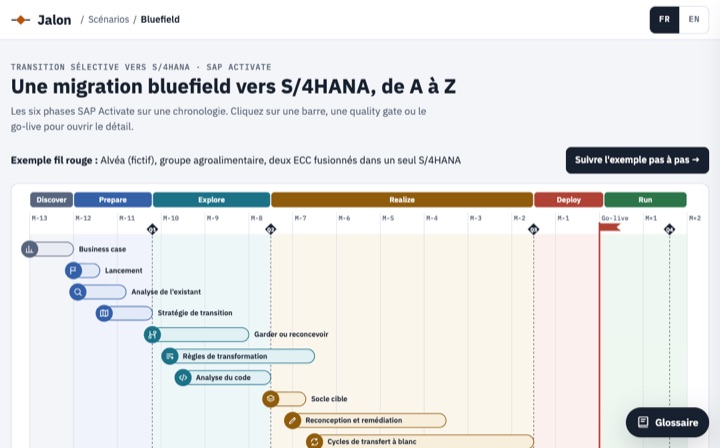 Jalon / Scénarios / Bluefield
FR EN
TRANSITION SÉLECTIVE VERS S/4HANA · SAP ACTIVATE
Une migration bluefield vers S/4HANA, de A à Z
Les six phases SAP Activate sur une chronologie. Cliquez sur une barre, une quality gate ou le
go-live pour ouvrir le détail.
Exemple fil rouge : Alvéa (fictif), groupe agroalimentaire, deux ECC fusionnés dans un seul S/4HANA
Suivre l'exemple pas à pas →
Discover Prepare Explore Realize Deploy Run
M-13 M-12 M-11 M-10 M-9 M-8 M-7 M-6 M-5 M-4 M-3 M-2 M-1 Go-live M+1 M+2
Q1 Q2 Q3 Q4
Business case
Lancement
Analyse de l'existant
Stratégie de transition
Garder ou reconcevoir
Règles de transformation
Analyse du code
Socle cible
Reconception et remédiation
Cycles de transfert à blanc
Glossaire